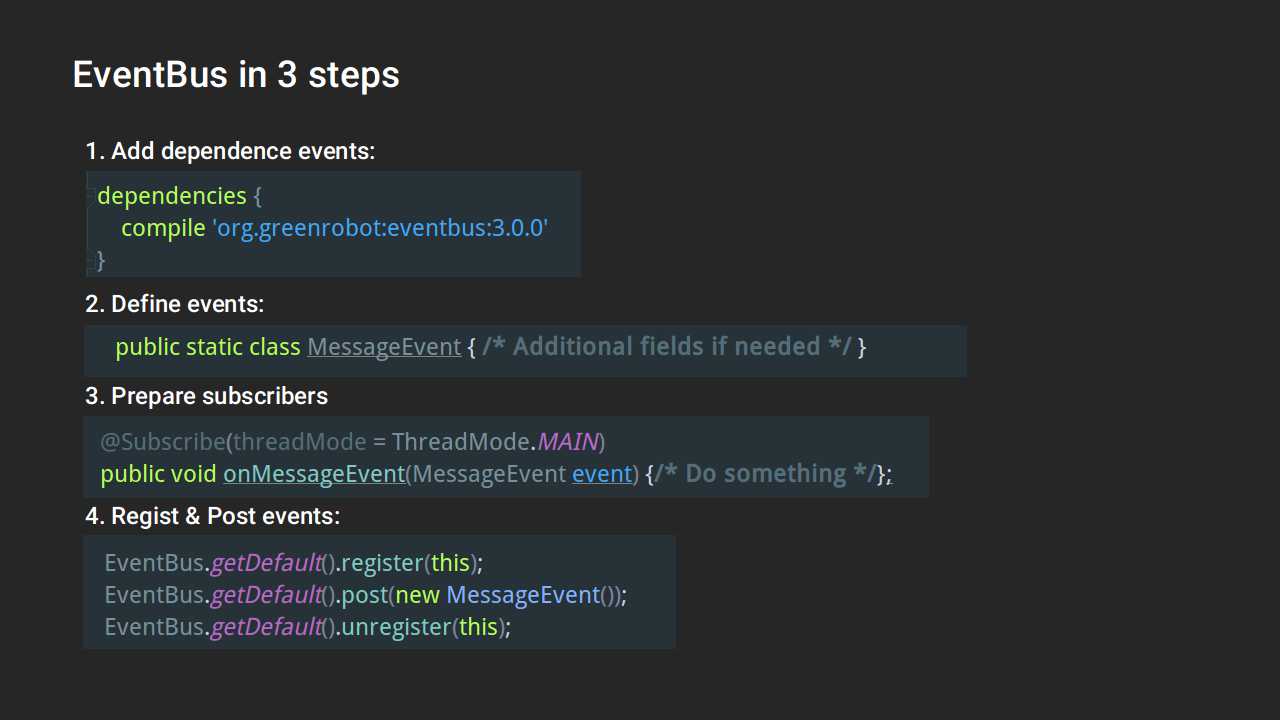 EventBus in 3 steps
1. Add dependence events:
dependencies {
compile 'org.greenrobot:eventbus:3.0.0'
}
2. Define events:
public static class MessageEvent { /* Additional fields if needed */ }
3. Prepare subscribers
@Subscribe(threadMode = ThreadMode.MAIN)
public void onMessageEvent(MessageEvent event) {/* Do something */};
4. Regist & Post events:
EventBus.getDefault().register(this);
EventBus.getDefault().post(new MessageEvent());
EventBus.getDefault().unregister(this);